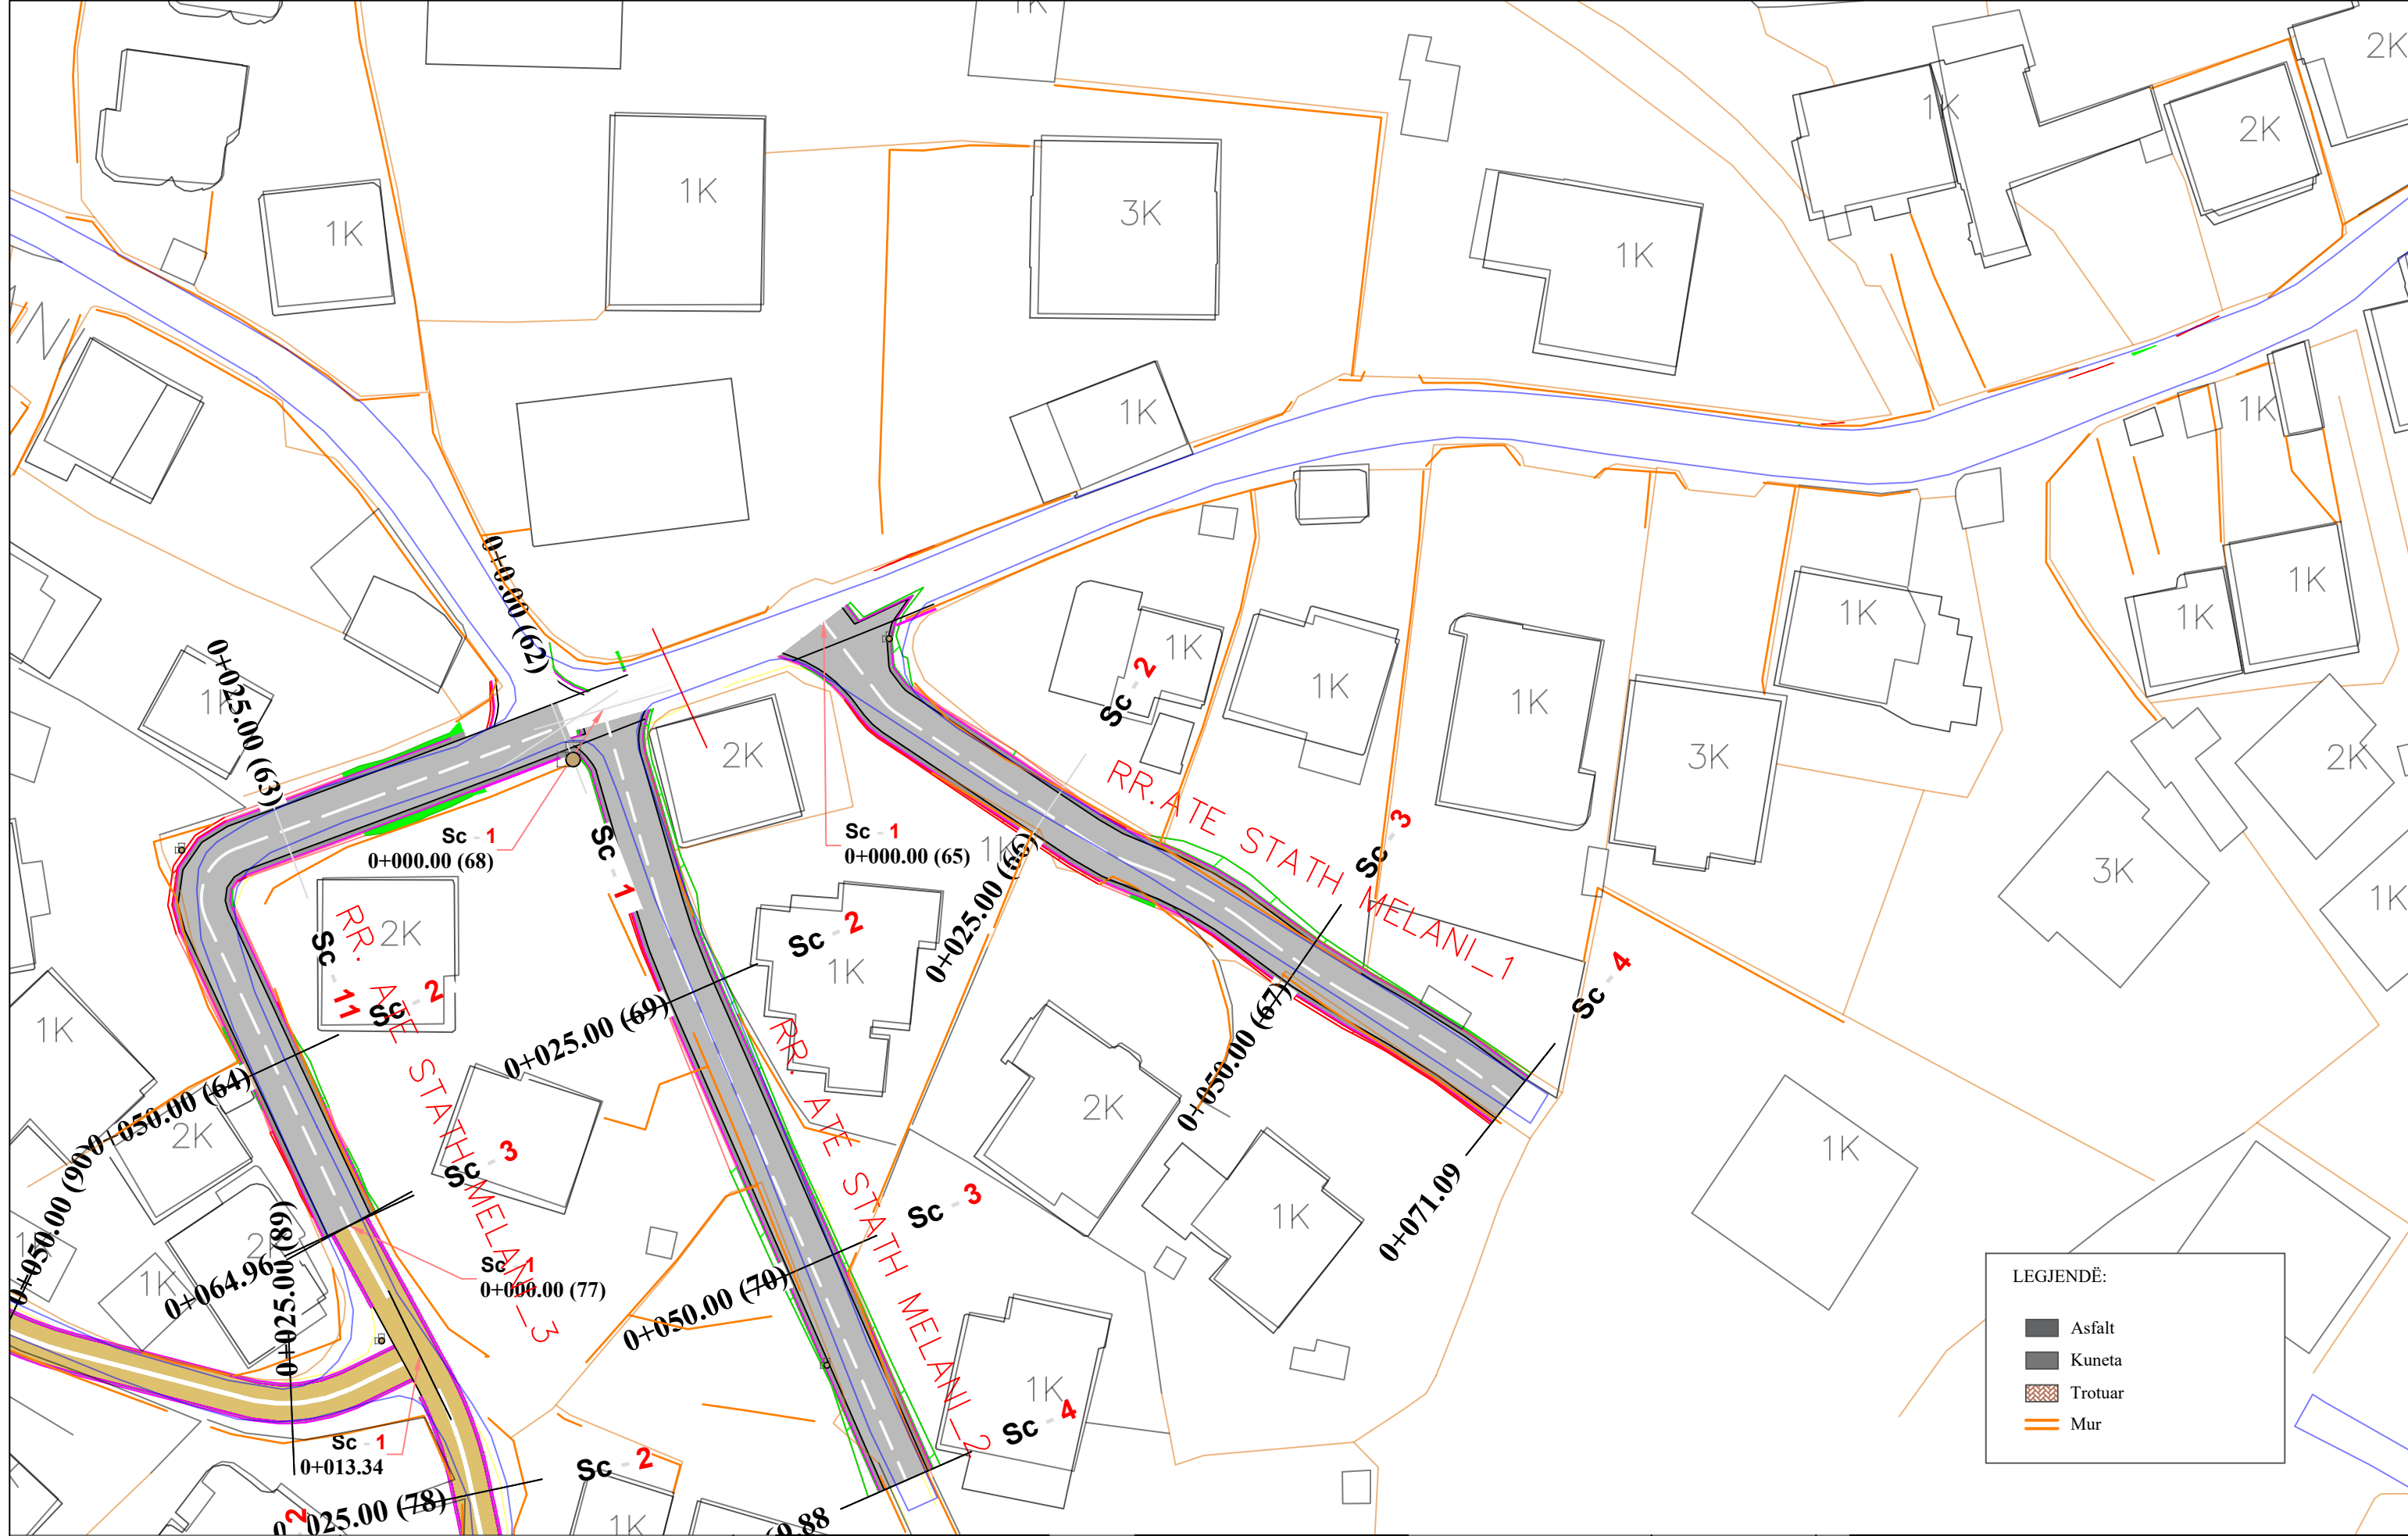 1K
2K
1K
2K
1K
3K
1K
1K
1K
1K
0+0.00 (62)
1K
1K
1K
1K
1K
1K
0+025.00 (63)
1K
Sc - 2
2K
3K
2K
RR. ATE STATH MELANI_1
Sc - 1
0+000.00 (68)
Sc - 1
0+000.00 (65)
Sc - 1
1K
0+025.00 (66)
Sc - 3
3K
1K
2K
RR. ATE STATH MELANI_3
Sc - 11
Sc - 2
Sc - 2
1K
Sc - 4
1K
0+025.00 (69)
RR. ATE STATH MELANI_2
0+050.00 (67)
2K
0+050.00 (64)
2K
1K
Sc - 3
Sc - 3
1K
0+071.09
0+050.00 (90)
1K
1K
2K
0+064.96
0+025.00 (89)
Sc - 1
0+000.00 (77)
0+050.00 (70)
LEGJENDË:
Asfalt
Kuneta
Trotuar
Mur
1K
Sc - 4
Sc - 1
0+013.34
Sc - 2
0+025.00 (78)
2
1K
69.88